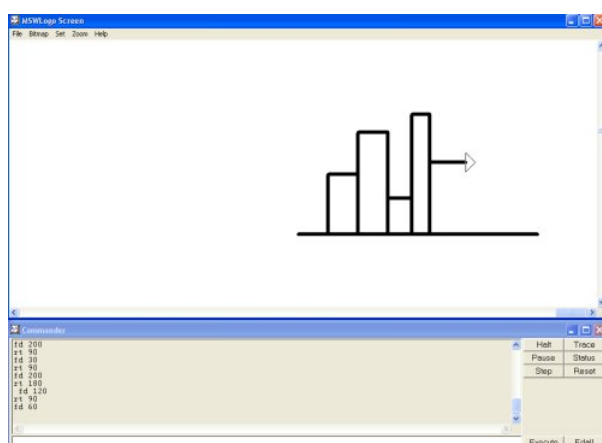 MSWLogo Screen
File Bitmap Set Zoom Help
Commander
fd 200
rt 90
fd 30
rt 90
fd 200
rt 180
fd 120
rt 90
fd 60
Halt Trace
Pause Status
Step Reset
Execute Edall